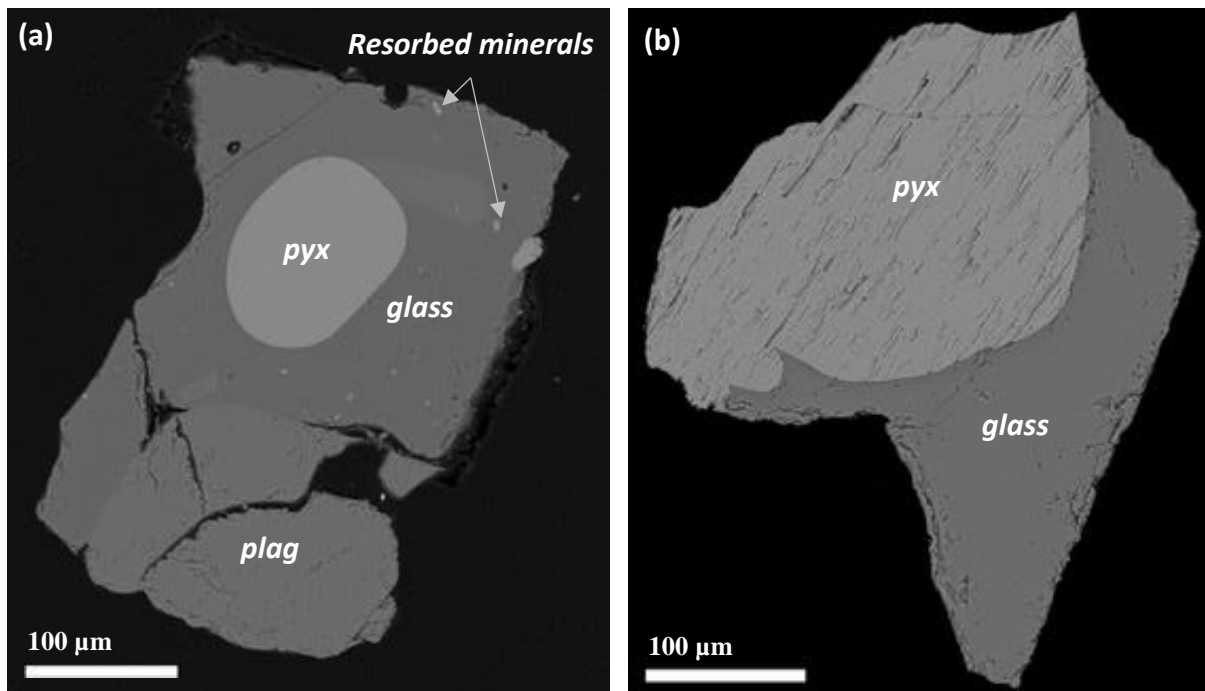 (a)
Resorbed minerals
pyx
glass
plag
100 µm
(b)
pyx
glass
100 µm